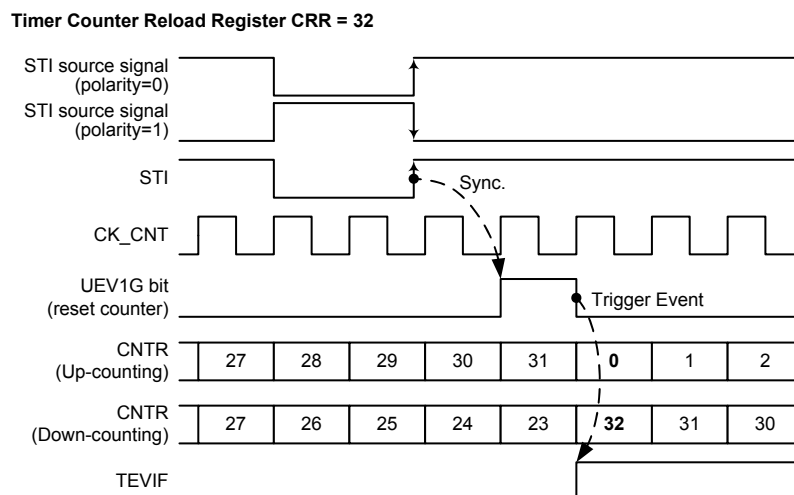 Timer Counter Reload Register CRR = 32
STI source signal
(polarity=0)
STI source signal
(polarity=1)
STI
Sync.
CK_CNT
UEV1G bit
(reset counter)
Trigger Event
CNTR
(Up-counting)
27 28 29 30 31 0 1 2
CNTR
(Down-counting)
27 26 25 24 23 32 31 30
TEVIF